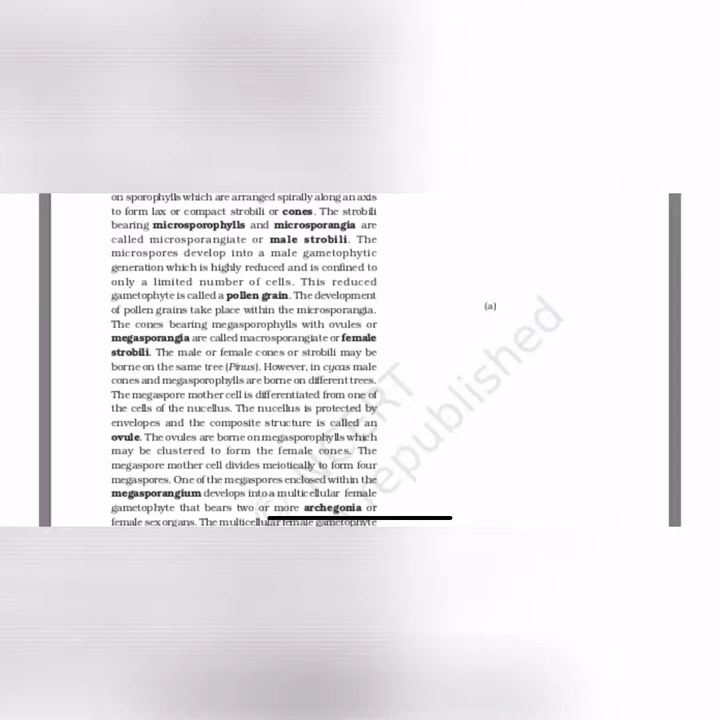 on sporophylls which are arranged spirally along an axis
to form lax or compact strobili or cones. The strobili
bearing microsporophylls and microsporangia are
called microsporangiate or male strobili. The
microspores develop into a male gametophytic
generation which is highly reduced and is confined to
only a limited number of cells. This reduced
gametophyte is called a pollen grain. The development
of pollen grains take place within the microsporangia.
The cones bearing megasporophylls with ovules or
megasporangia are called macrosporangiate or female
strobili. The male or female cones or strobili may be
borne on the same tree (Pinus). However, in cycas male
cones and megasporophylls are borne on different trees.
The megaspore mother cell is differentiated from one of
the cells of the nucellus. The nucellus is protected by
envelopes and the composite structure is called an
ovule. The ovules are borne on megasporophylls which
may be clustered to form the female cones. The
megaspore mother cell divides meiotically to form four
megaspores. One of the megaspores enclosed within the
megasporangium develops into a multicellular female
gametophyte that bears two or more archegonia or
female sex organs. The multicellular female gametophyte
(a)
© NCERT
republished